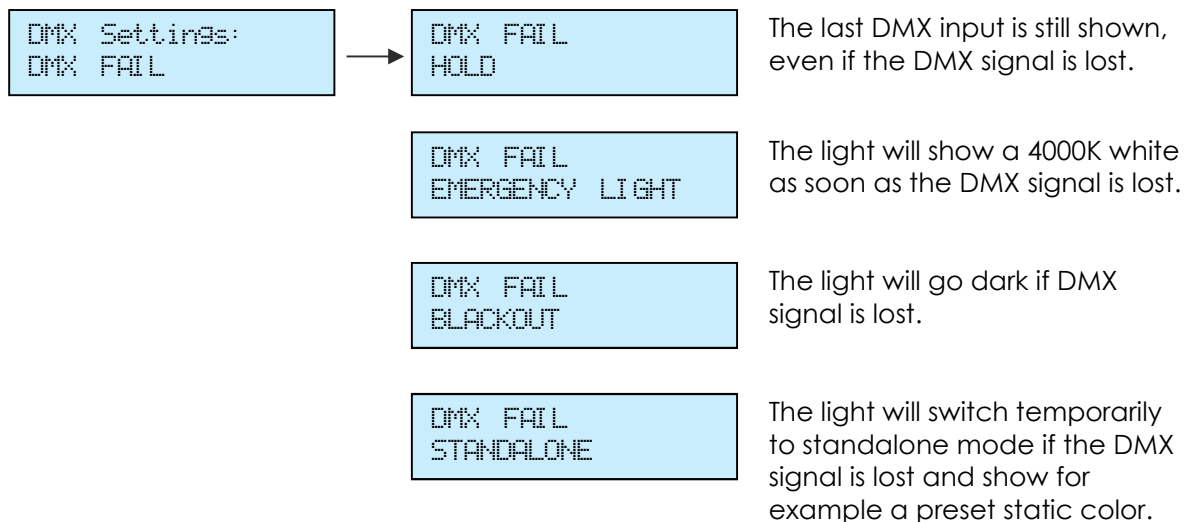 DMX Settings:
DMX FAIL
DMX FAIL
HOLD
The last DMX input is still shown,
even if the DMX signal is lost.
DMX FAIL
EMERGENCY LIGHT
The light will show a 4000K white
as soon as the DMX signal is lost.
DMX FAIL
BLACKOUT
The light will go dark if DMX
signal is lost.
DMX FAIL
STANDALONE
The light will switch temporarily
to standalone mode if the DMX
signal is lost and show for
example a preset static color.